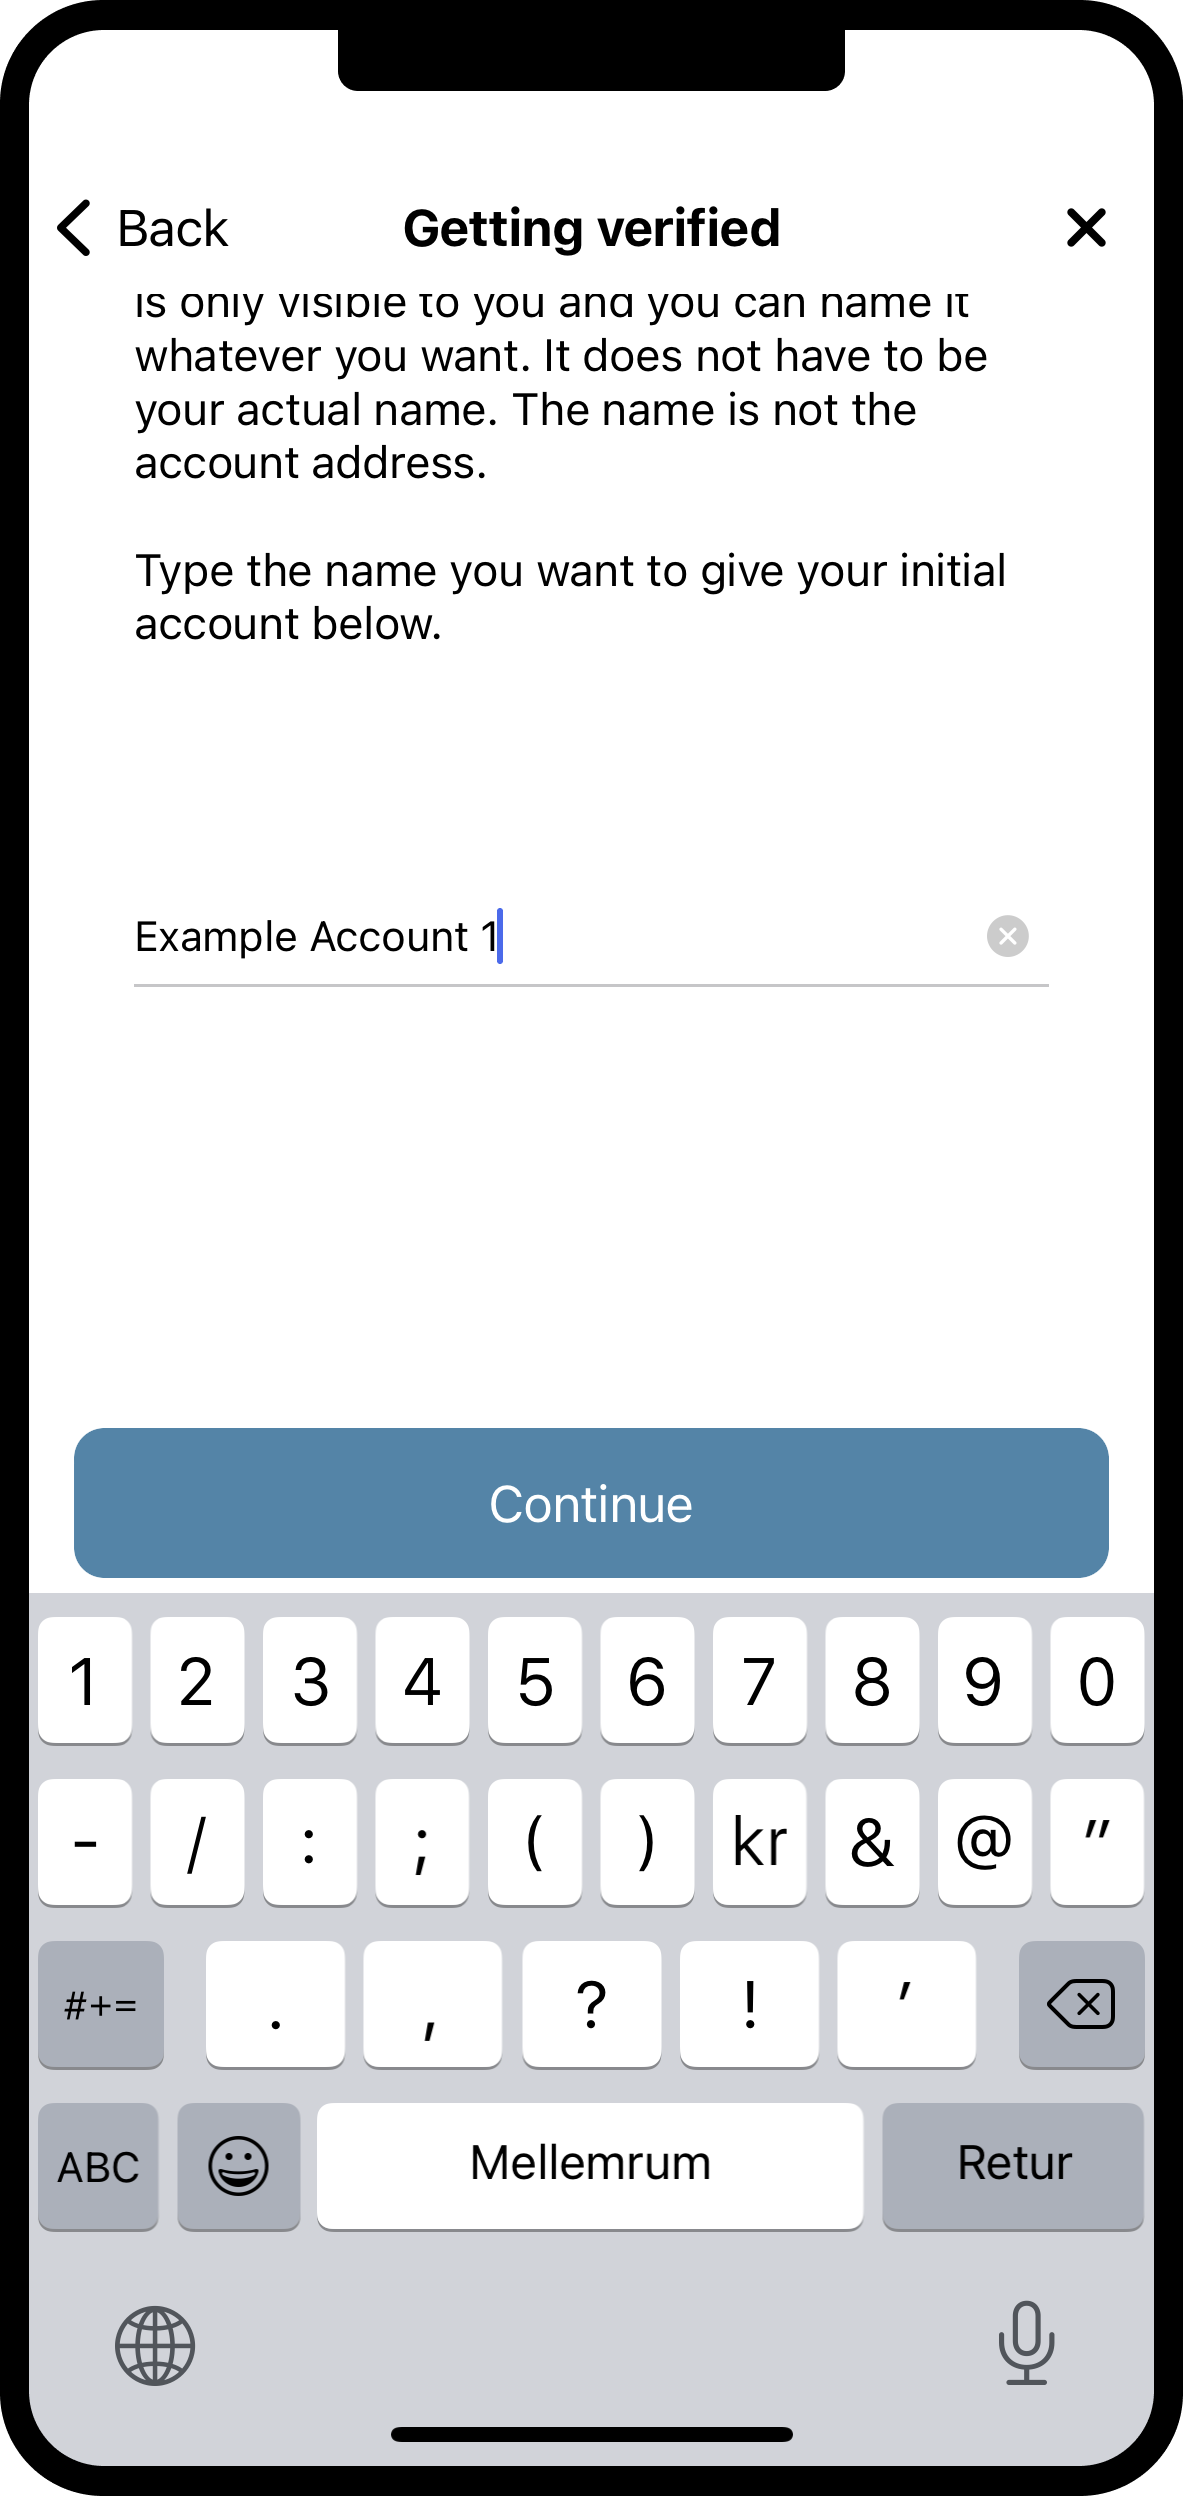 Back Getting verified
is only visible to you and you can name it
whatever you want. It does not have to be
your actual name. The name is not the
account address.
Type the name you want to give your initial
account below.
Example Account 1
Continue
1 2 3 4 5 6 7 8 9 0
- / : ; ( ) kr & @ "
#+= . , ? ! '
ABC Mellemrum Retur